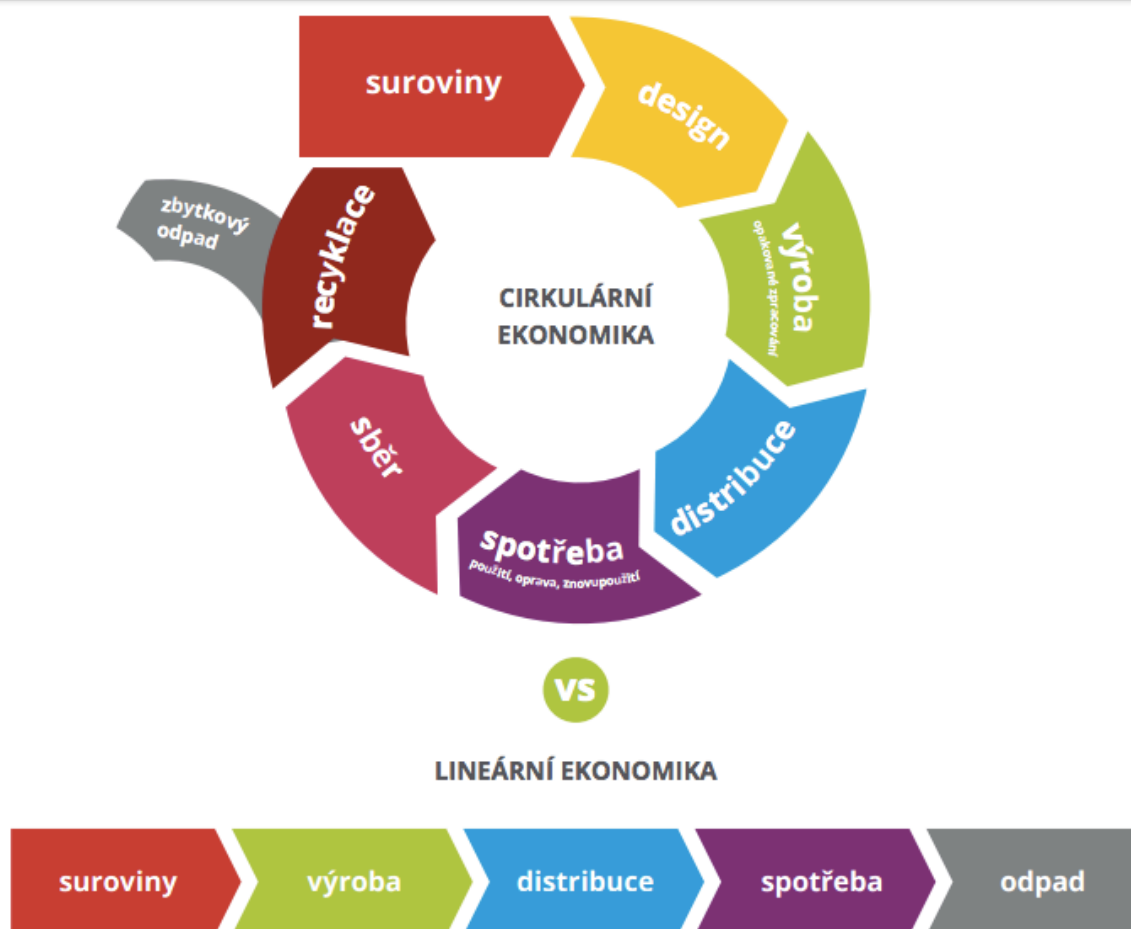 suroviny
design
výroba
opakované zpracování
distribuce
spotřeba
použití, oprava, znovupoužití
sběr
recyklace
zbytkový
odpad
CIRKULÁRNÍ
EKONOMIKA
VS
LINEÁRNÍ EKONOMIKA
suroviny
výroba
distribuce
spotřeba
odpad